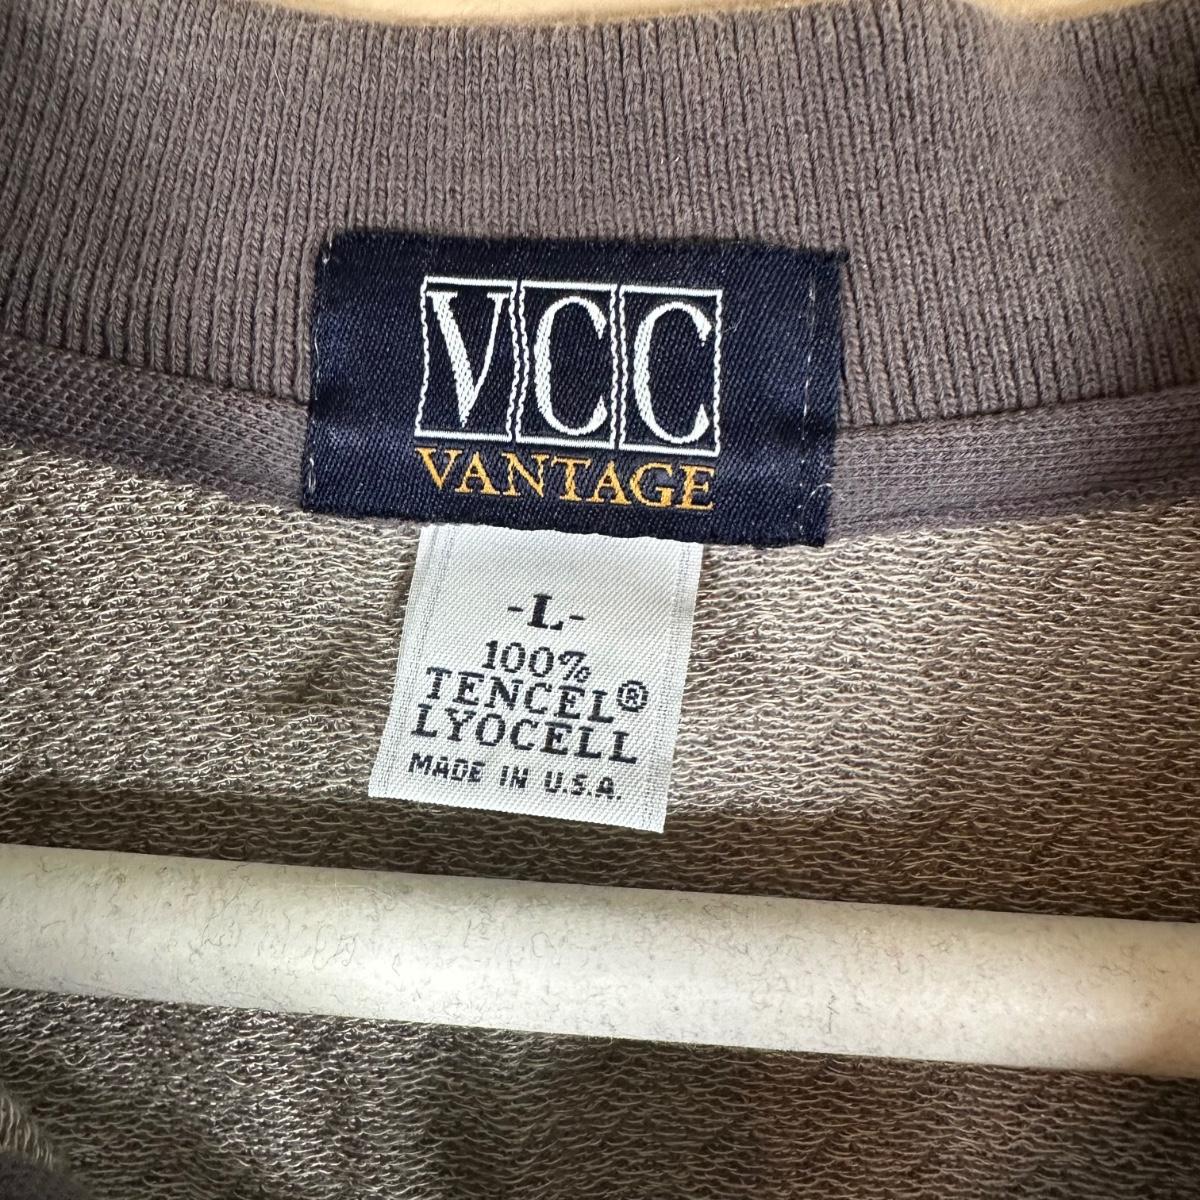 VCC
VANTAGE
-L-
100%
TENCEL®
LYOCELL
MADE IN U.S.A.